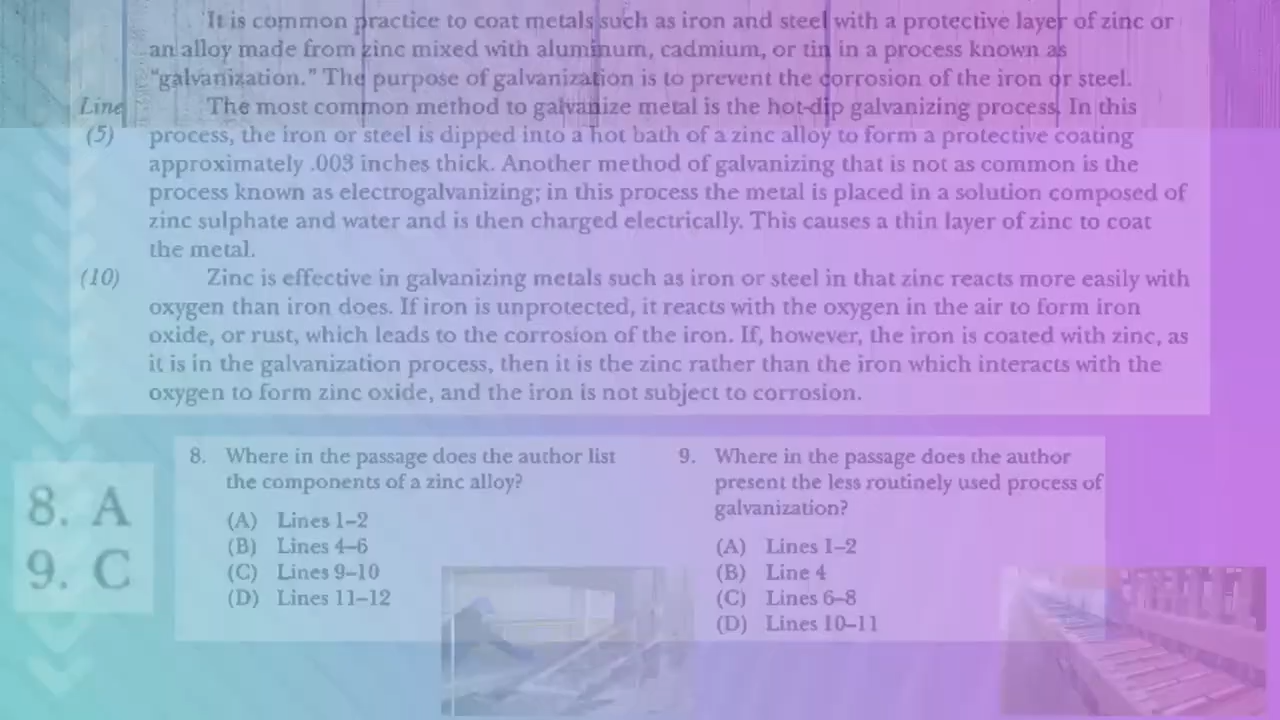 It is common practice to coat metals such as iron and steel with a protective layer of zinc or
an alloy made from zinc mixed with aluminum, cadmium, or tin in a process known as
"galvanization." The purpose of galvanization is to prevent the corrosion of the iron or steel.
Line The most common method to galvanize metal is the hot-dip galvanizing process. In this
(5) process, the iron or steel is dipped into a hot bath of a zinc alloy to form a protective coating
approximately .003 inches thick. Another method of galvanizing that is not as common is the
process known as electrogalvanizing; in this process the metal is placed in a solution composed of
zinc sulphate and water and is then charged electrically. This causes a thin layer of zinc to coat
the metal.
(10) Zinc is effective in galvanizing metals such as iron or steel in that zinc reacts more easily with
oxygen than iron does. If iron is unprotected, it reacts with the oxygen in the air to form iron
oxide, or rust, which leads to the corrosion of the iron. If, however, the iron is coated with zinc, as
it is in the galvanization process, then it is the zinc rather than the iron which interacts with the
oxygen to form zinc oxide, and the iron is not subject to corrosion.
8. A
9. C
8. Where in the passage does the author list
the components of a zinc alloy?
(A) Lines 1–2
(B) Lines 4–6
(C) Lines 9–10
(D) Lines 11–12
9. Where in the passage does the author
present the less routinely used process of
galvanization?
(A) Lines 1–2
(B) Line 4
(C) Lines 6–8
(D) Lines 10–11